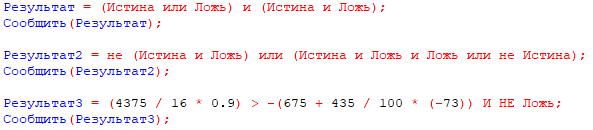 Результат = (Истина или Ложь) и (Истина и Ложь);
Сообщить(Результат);
Результат2 = не (Истина и Ложь) или (Истина и Ложь и Ложь или не Истина);
Сообщить(Результат2);
Результат3 = (4375 / 16 * 0.9) > -(675 + 435 / 100 * (-73)) И НЕ Ложь;
Сообщить(Результат3);